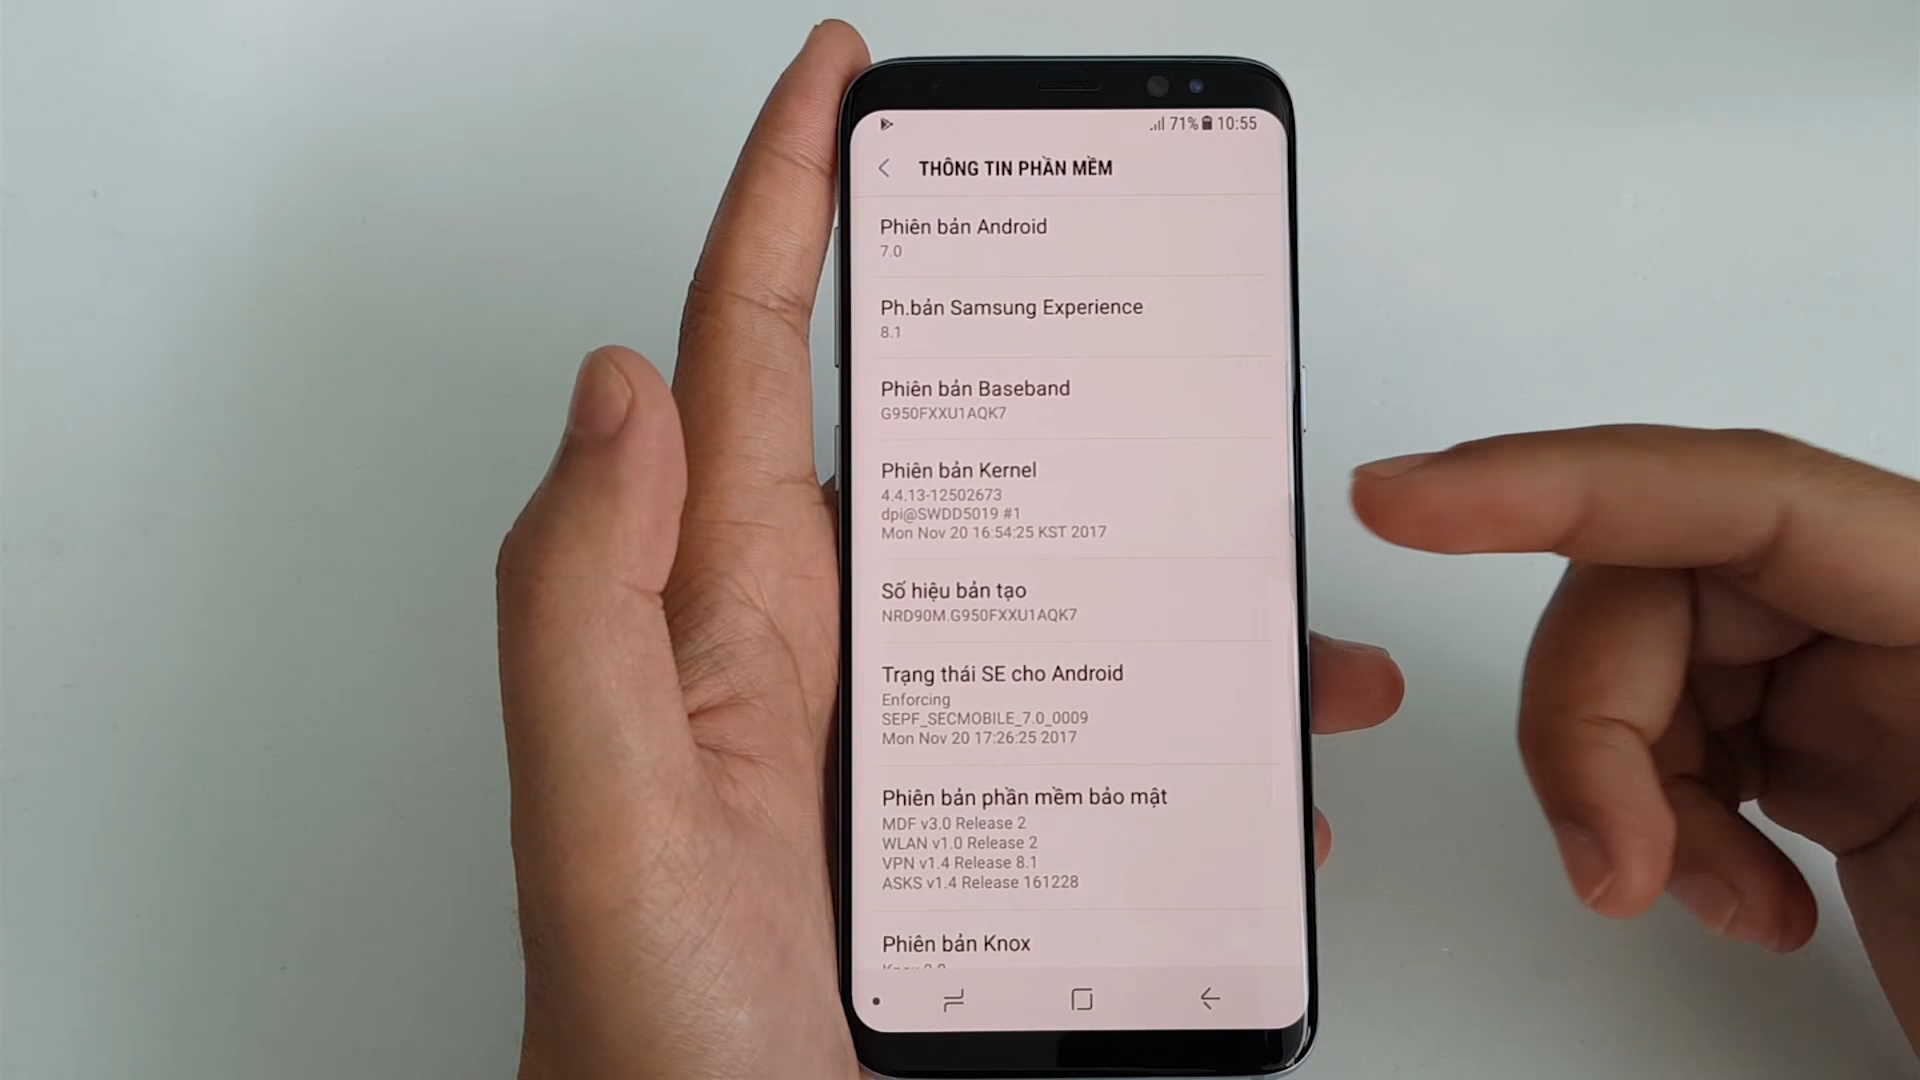 71% 10:55
THÔNG TIN PHẦN MỀM
Phiên bản Android
7.0
Ph.bản Samsung Experience
8.1
Phiên bản Baseband
G950FXXU1AQK7
Phiên bản Kernel
4.4.13-12502673
dpi@SWDD5019 #1
Mon Nov 20 16:54:25 KST 2017
Số hiệu bản tạo
NRD90M.G950FXXU1AQK7
Trạng thái SE cho Android
Enforcing
SEPF_SECMOBILE_7.0_0009
Mon Nov 20 17:26:25 2017
Phiên bản phần mềm bảo mật
MDF v3.0 Release 2
WLAN v1.0 Release 2
VPN v1.4 Release 8.1
ASKS v1.4 Release 161228
Phiên bản Knox